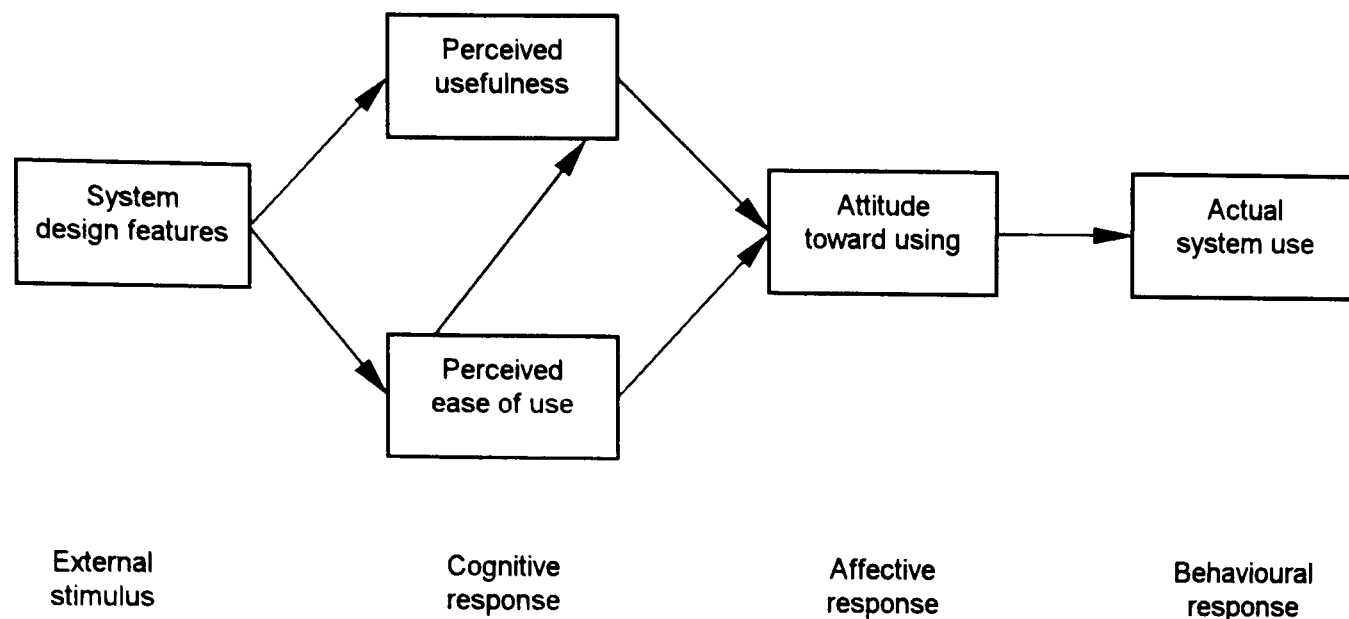 Perceived
usefulness
System
design features
Attitude
toward using
Actual
system use
Perceived
ease of use
External
stimulus
Cognitive
response
Affective
response
Behavioural
response